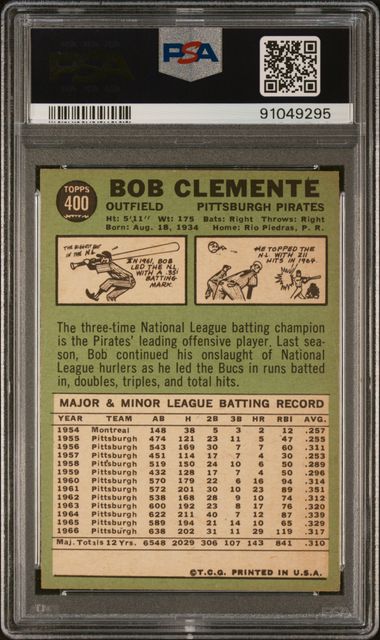 PSA
91049295
TOPPS
400
BOB CLEMENTE
OUTFIELD PITTSBURGH PIRATES
Ht: 5'11" Wt: 175 Bats: Right Throws: Right
Born: Aug. 18, 1934 Home: Rio Piedras, P. R.
THE BIGGEST BAT IN THE N.L.
IN 1961, BOB LED THE N.L. WITH A .351 BATTING MARK.
HE TOPPED THE N.L. WITH 211 HITS IN 1964.
The three-time National League batting champion
is the Pirates' leading offensive player. Last sea-
son, Bob continued his onslaught of National
League hurlers as he led the Bucs in runs batted
in, doubles, triples, and total hits.
MAJOR & MINOR LEAGUE BATTING RECORD
YEAR TEAM AB H 2B 3B HR RBI AVG.
1954 Montreal 148 38 5 3 2 12 .257
1955 Pittsburgh 474 121 23 11 5 47 .255
1956 Pittsburgh 543 169 30 7 7 60 .311
1957 Pittsburgh 451 114 17 7 4 30 .253
1958 Pittsburgh 519 150 24 10 6 50 .289
1959 Pittsburgh 432 128 17 7 4 50 .296
1960 Pittsburgh 570 179 22 6 16 94 .314
1961 Pittsburgh 572 201 30 10 23 89 .351
1962 Pittsburgh 538 168 28 9 10 74 .312
1963 Pittsburgh 600 192 23 8 17 76 .320
1964 Pittsburgh 622 211 40 7 12 87 .339
1965 Pittsburgh 589 194 21 14 10 65 .329
1966 Pittsburgh 638 202 31 11 29 119 .317
Maj. Totals 12 Yrs. 6548 2029 306 107 143 841 .310
©T.C.G. PRINTED IN U.S.A.